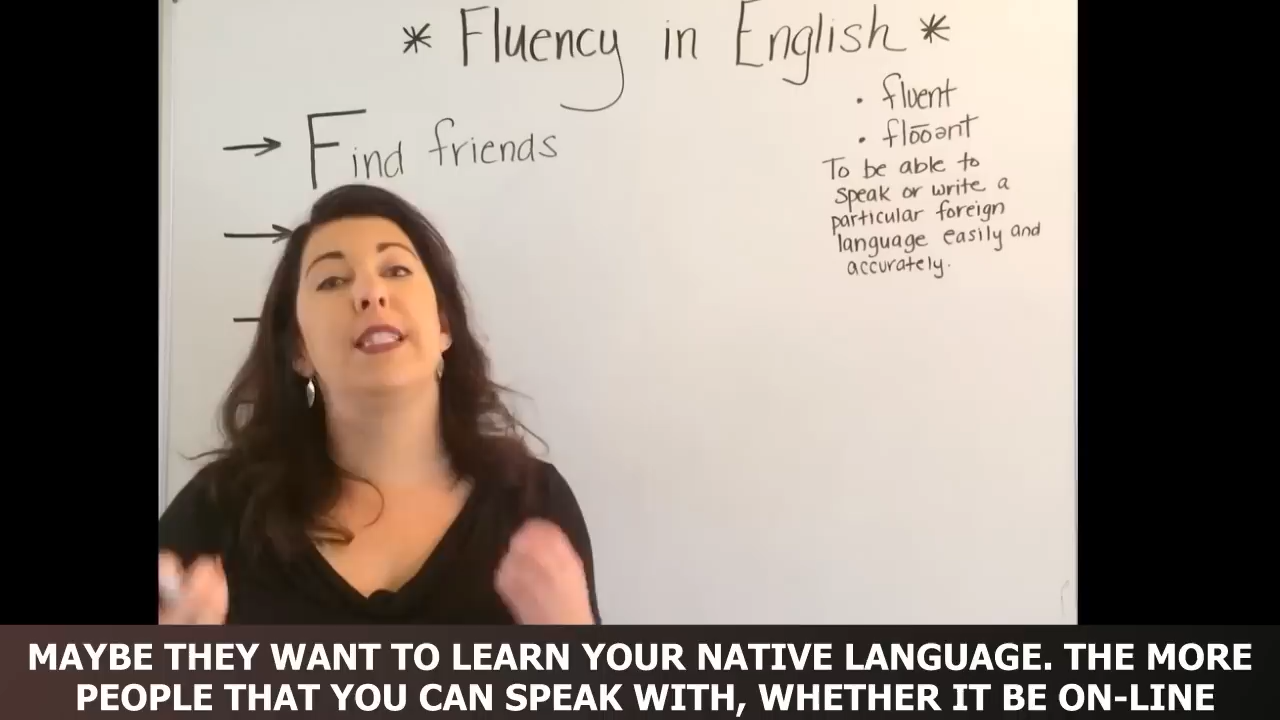 * Fluency in English *
→ Find friends
→
• fluent
• flo͞oənt
To be able to
speak or write a
particular foreign
language easily and
accurately.
MAYBE THEY WANT TO LEARN YOUR NATIVE LANGUAGE. THE MORE
PEOPLE THAT YOU CAN SPEAK WITH, WHETHER IT BE ON-LINE